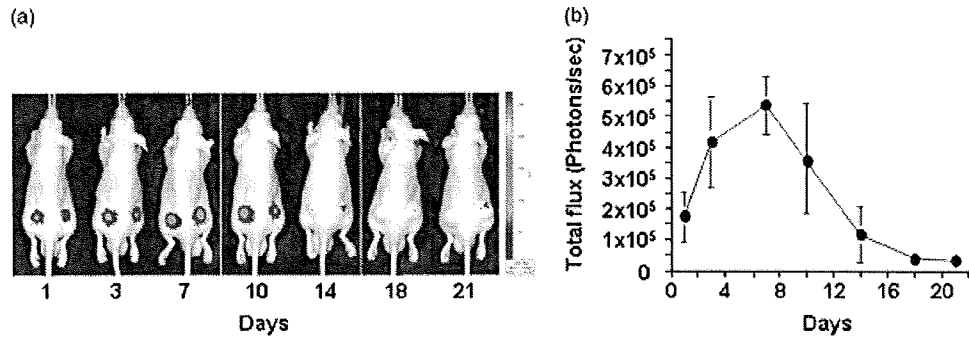 (a)
1 3 7 10 14 18 21
Days
(b)
Total flux (Photons/sec)
7x10⁵
6x10⁵
5x10⁵
4x10⁵
3x10⁵
2x10⁵
1x10⁵
0
0 4 8 12 16 20
Days